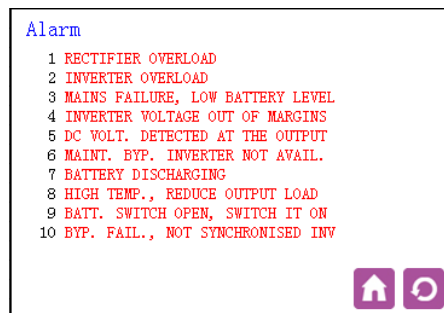 Alarm
1 RECTIFIER OVERLOAD
2 INVERTER OVERLOAD
3 MAINS FAILURE, LOW BATTERY LEVEL
4 INVERTER VOLTAGE OUT OF MARGINS
5 DC VOLT. DETECTED AT THE OUTPUT
6 MAINT. BYP. INVERTER NOT AVAIL.
7 BATTERY DISCHARGING
8 HIGH TEMP., REDUCE OUTPUT LOAD
9 BATT. SWITCH OPEN, SWITCH IT ON
10 BYP. FAIL., NOT SYNCHRONISED INV